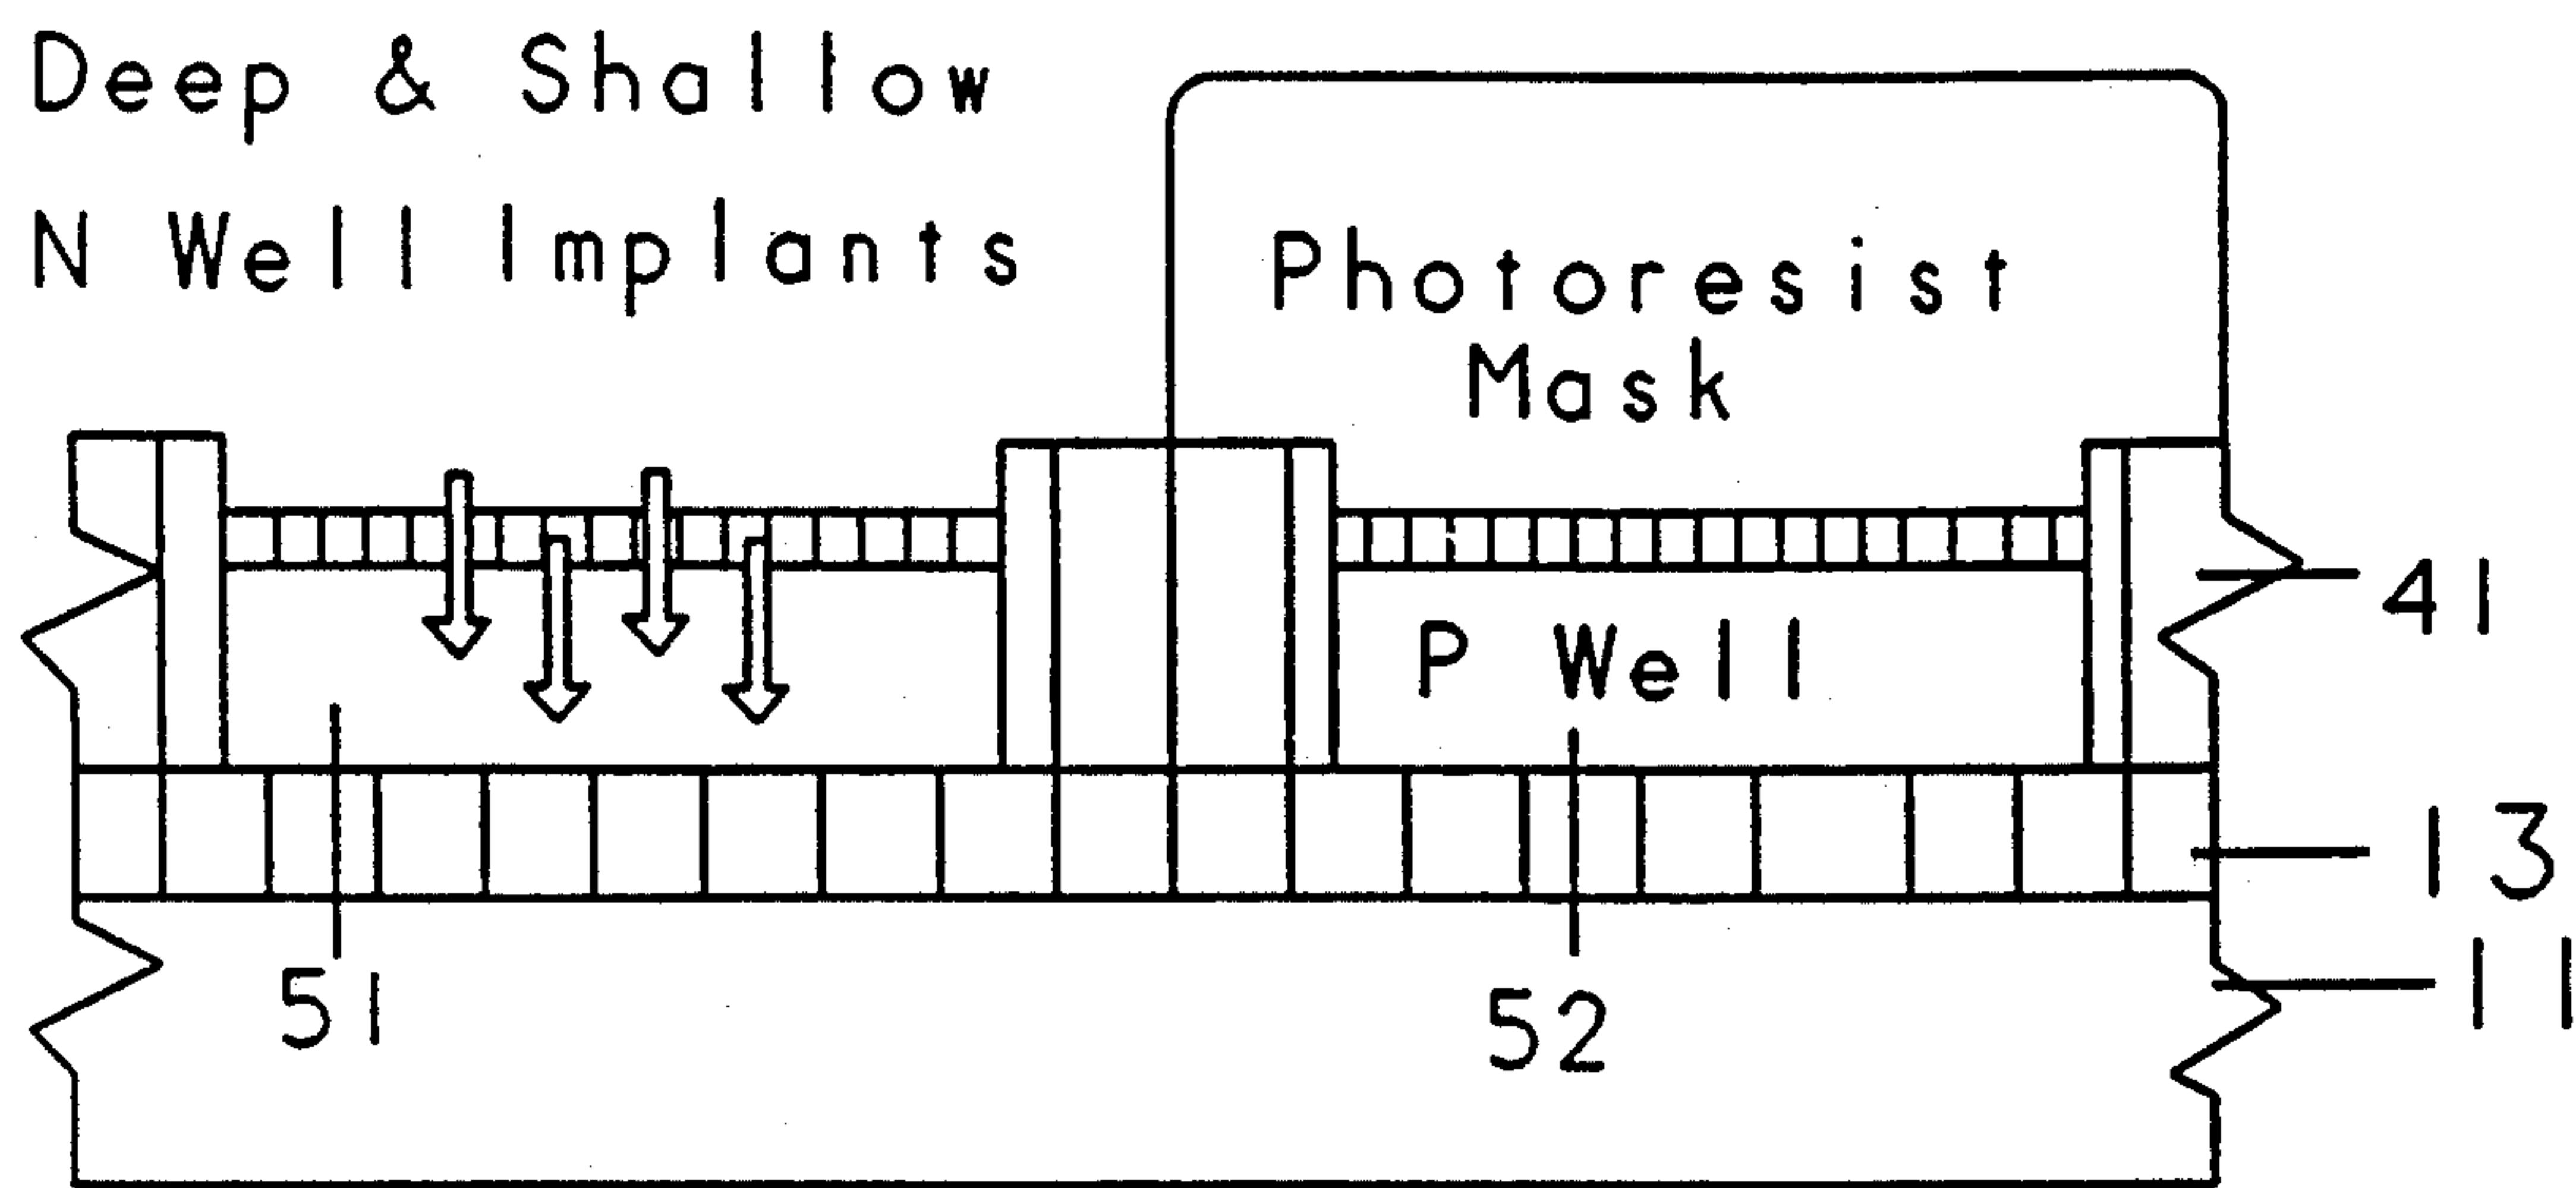 Deep & Shallow
N Well Implants
Photoresist
Mask
P Well
41
13
11
51
52